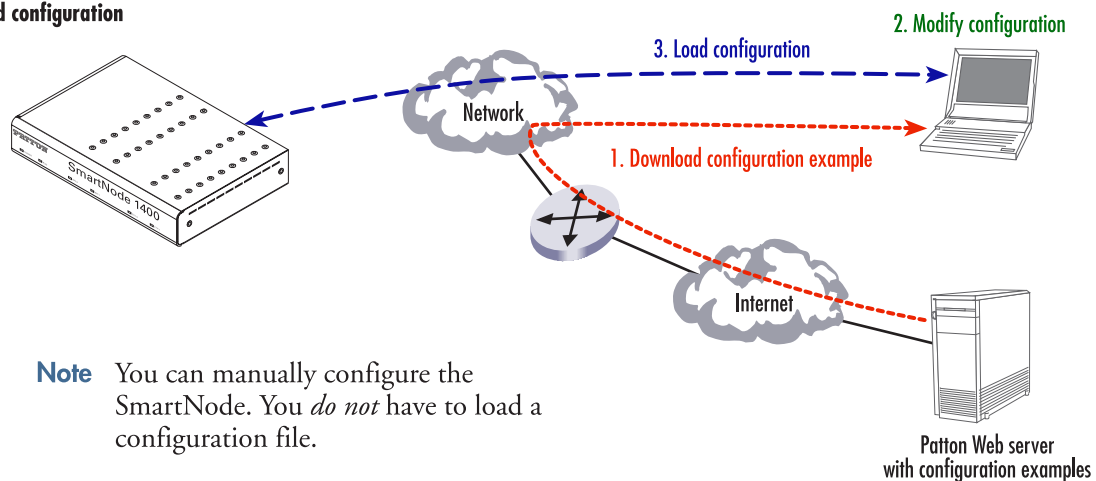 d configuration
2. Modify configuration
3. Load configuration
Network
1. Download configuration example
PATTON
SmartNode 1400
Internet
Note You can manually configure the
SmartNode. You do not have to load a
configuration file.
Patton Web server
with configuration examples